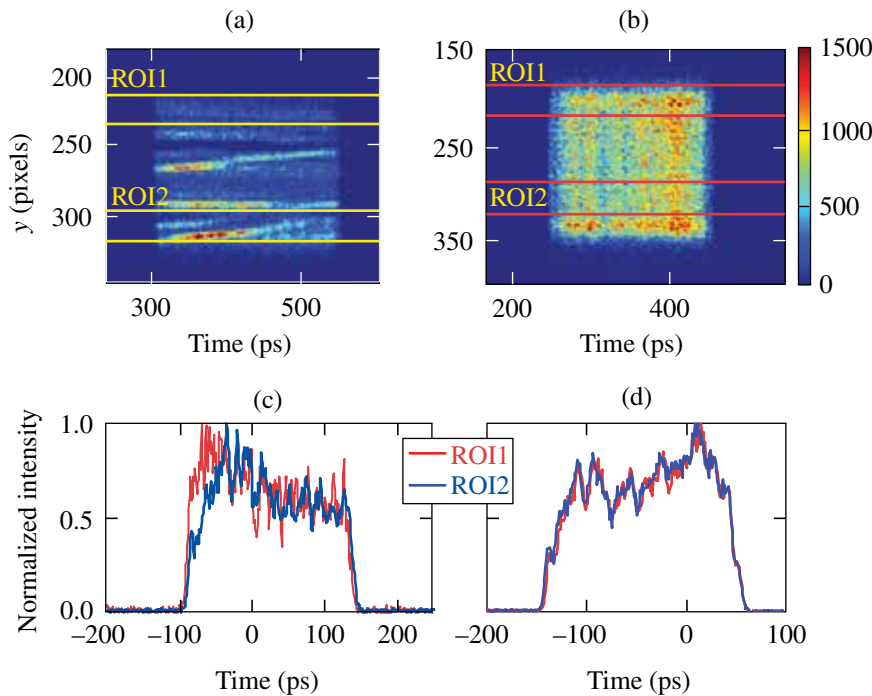 (a)
(b)
ROI1
ROI2
200
250
300
y (pixels)
300
500
Time (ps)
ROI1
ROI2
150
250
350
200
400
Time (ps)
1500
1000
500
0
(c)
(d)
ROI1
ROI2
Normalized intensity
1.0
0.5
0.0
–200
–100
0
100
200
Time (ps)
–200
–100
0
100
Time (ps)